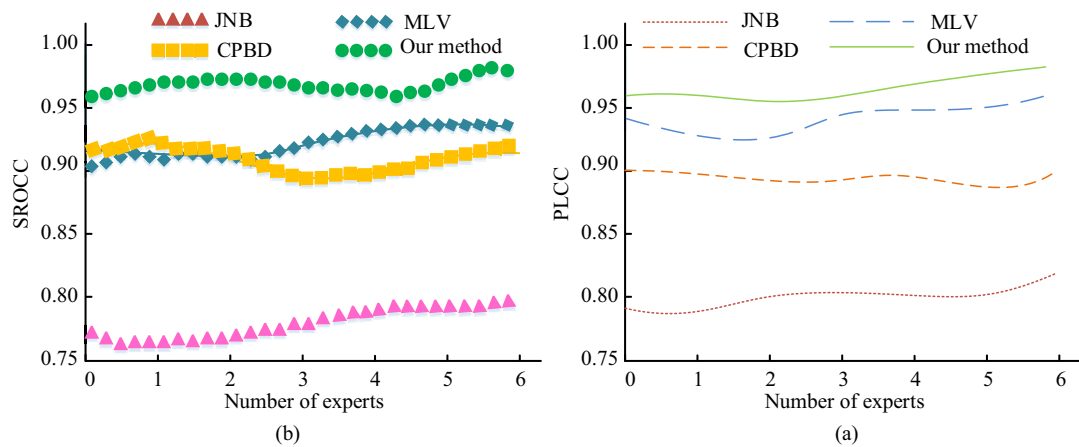 JNB
MLV
CPBD
Our method
1.00
0.95
0.90
0.85
0.80
0.75
SROCC
0 1 2 3 4 5 6
Number of experts
(b)
JNB
MLV
CPBD
Our method
1.00
0.95
0.90
0.85
0.80
0.75
PLCC
0 1 2 3 4 5 6
Number of experts
(a)